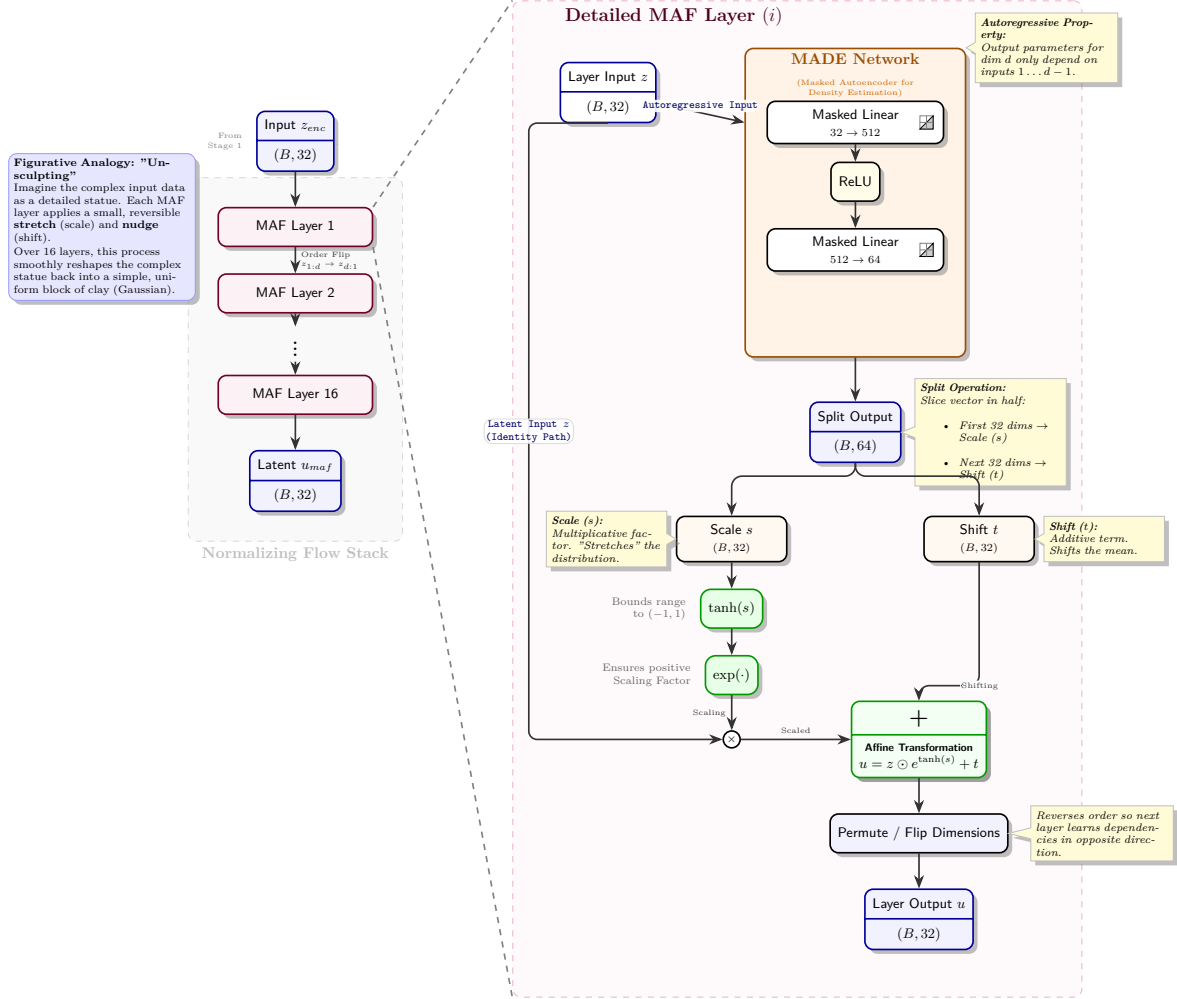 Detailed MAF Layer (i)
Autoregressive Prop-
erty:
Output parameters for
dim d only depend on
inputs 1 … d − 1.
MADE Network
(Masked Autoencoder for
Density Estimation)
Layer Input z
(B, 32)
Autoregressive Input
Masked Linear
32 → 512
ReLU
Masked Linear
512 → 64
From
Stage 1
Input z_enc
(B, 32)
Figurative Analogy: ”Un-
sculpting”
Imagine the complex input data
as a detailed statue. Each MAF
layer applies a small, reversible
stretch (scale) and nudge
(shift).
Over 16 layers, this process
smoothly reshapes the complex
statue back into a simple, uni-
form block of clay (Gaussian).
MAF Layer 1
Order Flip
z_{1:d} → z_{d:1}
MAF Layer 2
⋮
MAF Layer 16
Latent u_maf
(B, 32)
Normalizing Flow Stack
Latent Input z
(Identity Path)
Split Output
(B, 64)
Split Operation:
Slice vector in half:
• First 32 dims →
Scale (s)
• Next 32 dims →
Shift (t)
Scale (s):
Multiplicative fac-
tor. ”Stretches” the
distribution.
Scale s
(B, 32)
Shift t
(B, 32)
Shift (t):
Additive term.
Shifts the mean.
Bounds range
to (−1, 1)
tanh(s)
Ensures positive
Scaling Factor
exp(·)
Scaling
Shifting
×
Scaled
+
Affine Transformation
u = z ⊙ e^{tanh(s)} + t
Permute / Flip Dimensions
Reverses order so next
layer learns dependen-
cies in opposite direc-
tion.
Layer Output u
(B, 32)